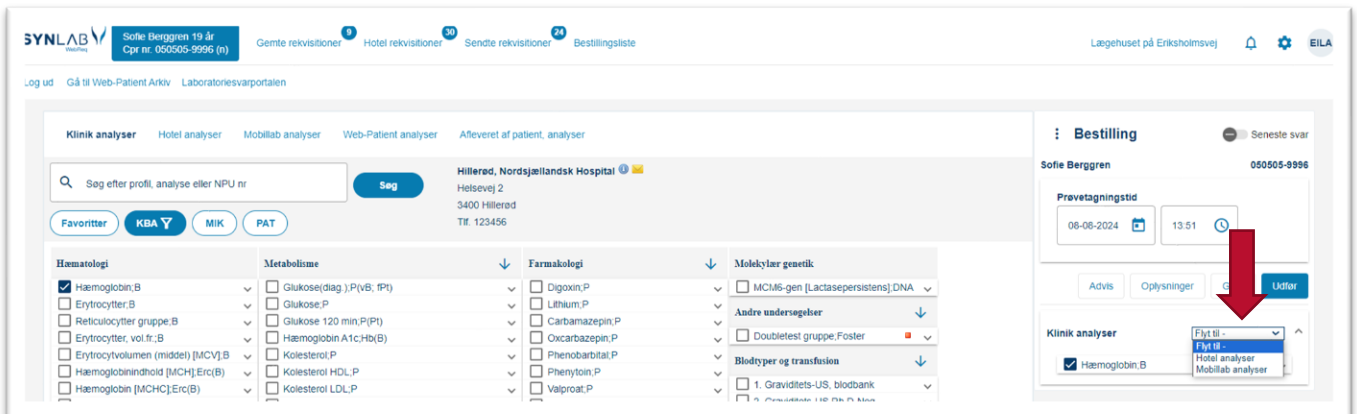 SYNLAB
WebReq
Sofie Berggren 19 år
Cpr nr. 050505-9996 (n)
Gemte rekvisitioner 9 Hotel rekvisitioner 30 Sendte rekvisitioner 24 Bestillingsliste
Lægehuset på Eriksholmsvej EILA
Log ud Gå til Web-Patient Arkiv Laboratoriesvarportalen
Klinik analyser Hotel analyser Mobillab analyser Web-Patient analyser Afleveret af patient, analyser
Søg efter profil, analyse eller NPU nr
Søg
Favoritter KBA MIK PAT
Hillerød, Nordsjællandsk Hospital
Helsevej 2
3400 Hillerød
Tlf. 123456
Hæmatologi
Hæmoglobin;B
Erytrocytter;B
Reticulocytter gruppe;B
Erytrocytter, vol.fr.;B
Erytrocytvolumen (middel) [MCV];B
Hæmoglobinindhold [MCH];Erc(B)
Hæmoglobin [MCHC];Erc(B)
Metabolisme
Glukose(diag.);P(vB; fPt)
Glukose;P
Glukose 120 min;P(Pt)
Hæmoglobin A1c;Hb(B)
Kolesterol;P
Kolesterol HDL;P
Kolesterol LDL;P
Farmakologi
Digoxin;P
Lithium;P
Carbamazepin;P
Oxcarbazepin;P
Phenobarbital;P
Phenytoin;P
Valproat;P
Molekylær genetik
MCM6-gen [Lactasepersistens];DNA
Andre undersøgelser
Doubletest gruppe;Foster
Blodtyper og transfusion
1. Graviditets-US, blodbank
2. Graviditets-US Rh D Neg
Bestilling Seneste svar
Sofie Berggren 050505-9996
Prøvetagningstid
08-08-2024 13:51
Advis Oplysninger G Udfør
Klinik analyser Flyt til -
Flyt til -
Hotel analyser
Mobillab analyser
Hæmoglobin;B